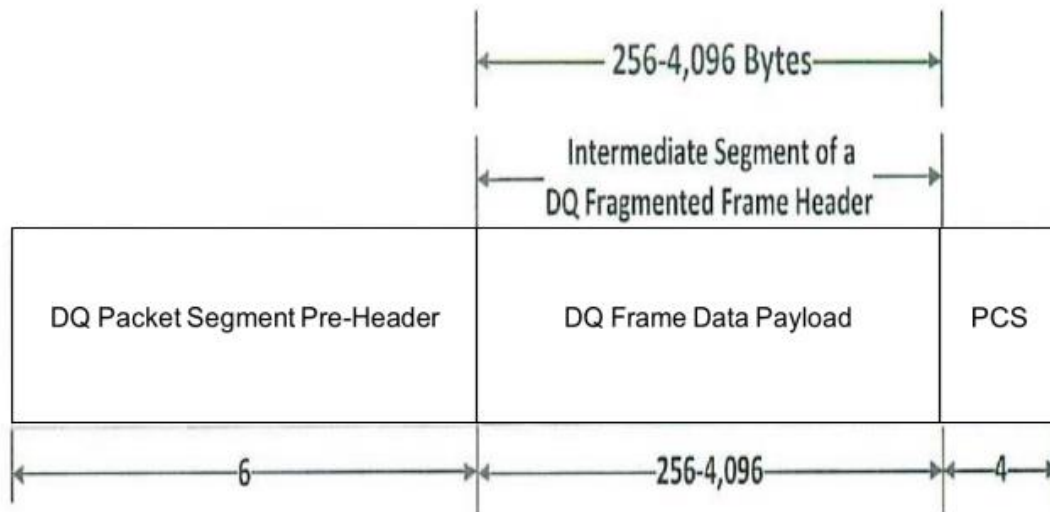 256-4,096 Bytes
Intermediate Segment of a
DQ Fragmented Frame Header
DQ Packet Segment Pre-Header
DQ Frame Data Payload
PCS
6
256-4,096
4